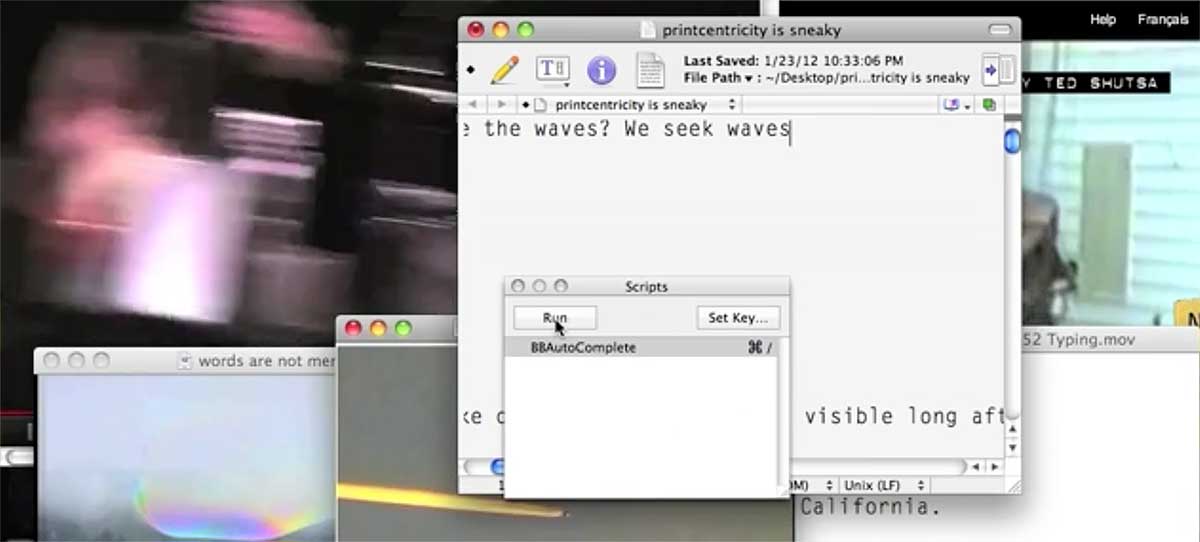 Help Français
printcentricity is sneaky
Last Saved: 1/23/12 10:33:06 PM
File Path ▾ : ~/Desktop/pri...tricity is sneaky
Y TED SHUTSA
printcentricity is sneaky
e the waves? We seek waves
Scripts
Run Set Key...
52 Typing.mov
BBAutoComplete ⌘ /
words are not mer
visible long aft
Unix (LF)
California.